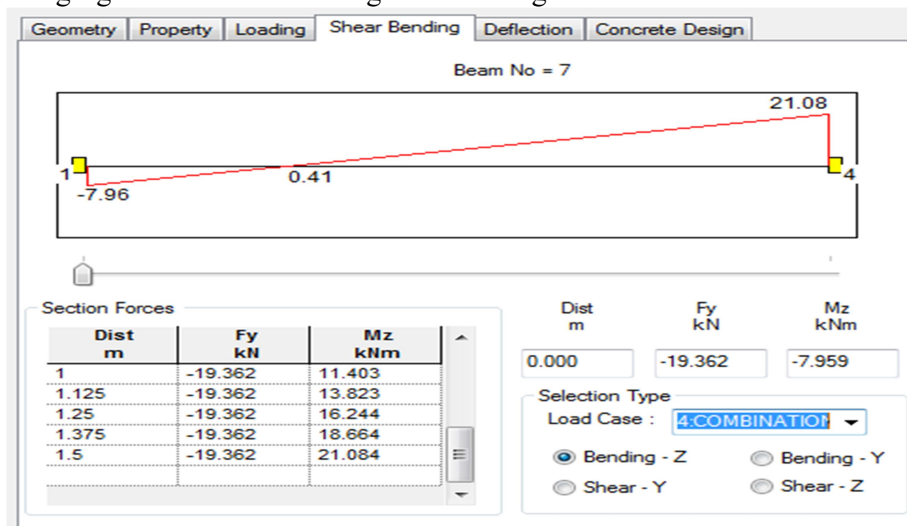 Geometry Property Loading Shear Bending Deflection Concrete Design
Beam No = 7
21.08
1 0.41 4
-7.96
Section Forces
Dist Fy Mz
m kN kNm
1 -19.362 11.403
1.125 -19.362 13.823
1.25 -19.362 16.244
1.375 -19.362 18.664
1.5 -19.362 21.084
Dist Fy Mz
m kN kNm
0.000 -19.362 -7.959
Selection Type
Load Case : 4:COMBINATION
Bending - Z Bending - Y
Shear - Y Shear - Z